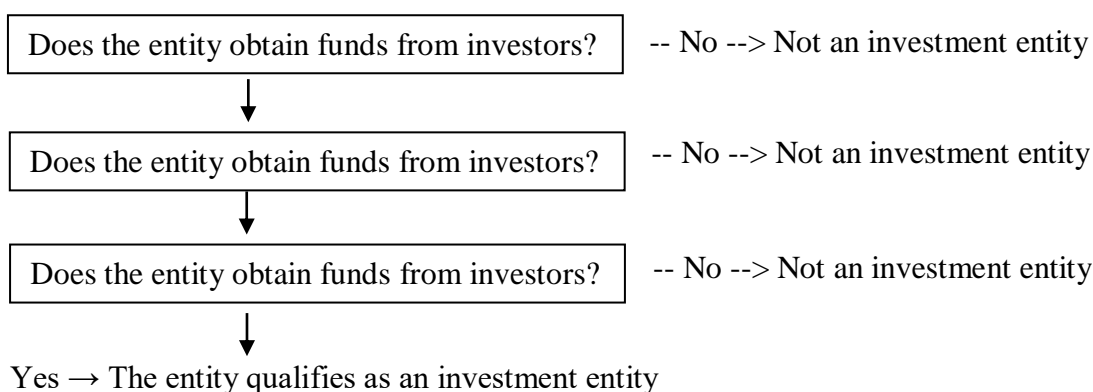 Does the entity obtain funds from investors? -- No --> Not an investment entity
Does the entity obtain funds from investors? -- No --> Not an investment entity
Does the entity obtain funds from investors? -- No --> Not an investment entity
Yes → The entity qualifies as an investment entity